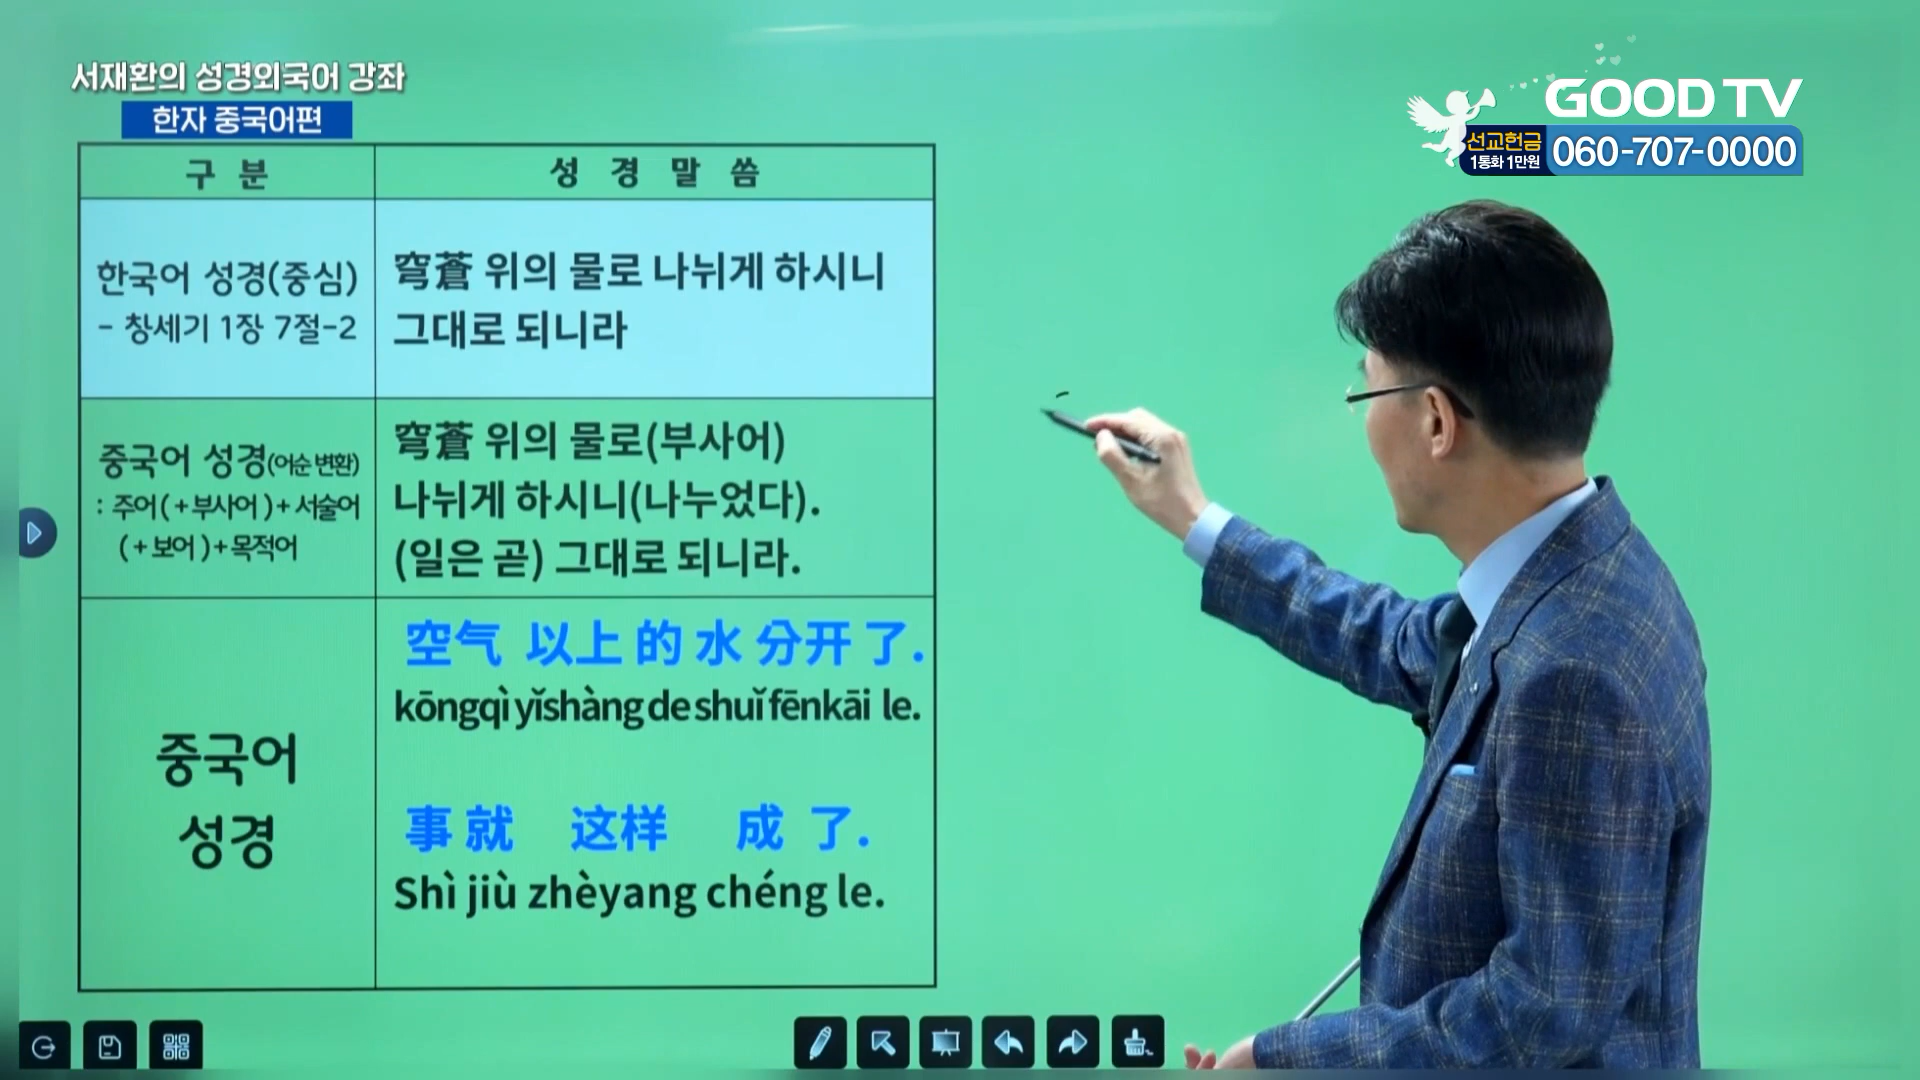 서재환의 성경외국어 강좌
한자 중국어편
GOOD TV
선교헌금
1통화 1만원
060-707-0000
구 분
성 경 말 씀
한국어 성경(중심)
- 창세기 1장 7절-2
穹蒼 위의 물로 나뉘게 하시니
그대로 되니라
중국어 성경(어순 변환)
: 주어 ( + 부사어 ) + 서술어
( + 보어 ) + 목적어
穹蒼 위의 물로(부사어)
나뉘게 하시니(나누었다).
(일은 곧) 그대로 되니라.
중국어
성경
空气 以上 的 水 分开 了.
kōngqì yǐshàng de shuǐ fēnkāi le.
事 就 这样 成 了.
Shì jiù zhèyang chéng le.